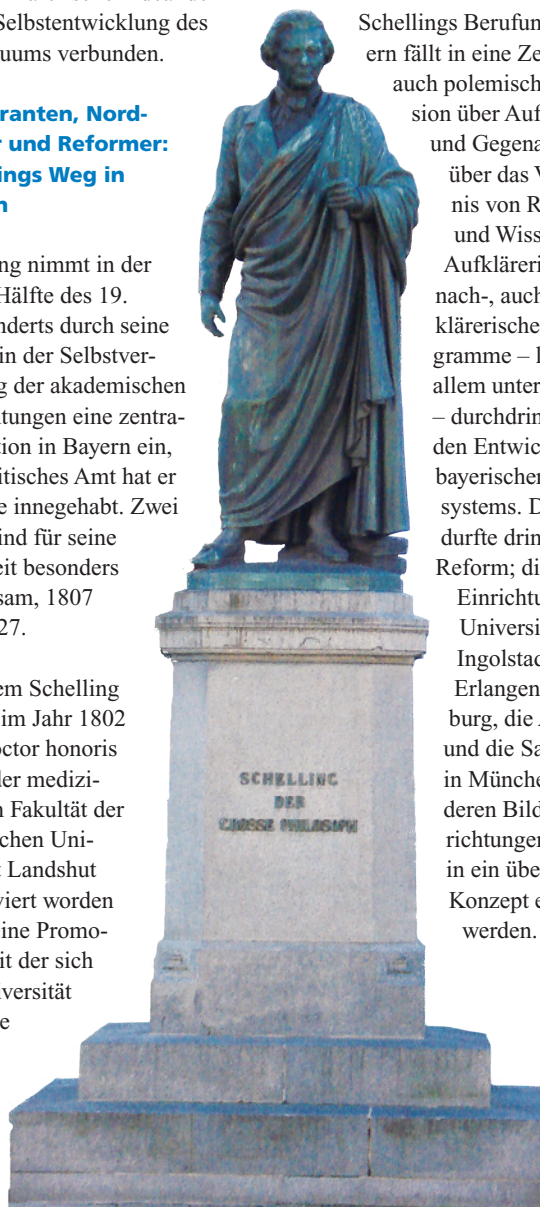 Selbstentwicklung des
uums verbunden.
ranten, Nord-
r und Reformer:
ings Weg in
n
ng nimmt in der
Hälfte des 19.
nderts durch seine
in der Selbstver-
g der akademischen
htungen eine zentra-
tion in Bayern ein,
itisches Amt hat er
e innegehabt. Zwei
ind für seine
eit besonders
sam, 1807
27.
em Schelling
im Jahr 1802
octor honoris
der medizi-
n Fakultät der
schen Uni-
t Landshut
viert worden
eine Promo-
it der sich
versität
e
SCHELLING
DER
GROSSE PHILOSOPH
Schellings Berufun
ern fällt in eine Ze
auch polemisch
sion über Auf
und Gegena
über das V
nis von R
und Wiss
Aufkläreri
nach-, auch
klärerische
gramme – l
allem unter
– durchdrin
den Entwic
bayerischer
systems. D
durfte drin
Reform; di
Einrichtu
Universi
Ingolstad
Erlangen
burg, die A
und die Sa
in Münche
deren Bild
richtungen
in ein übe
Konzept e
werden.